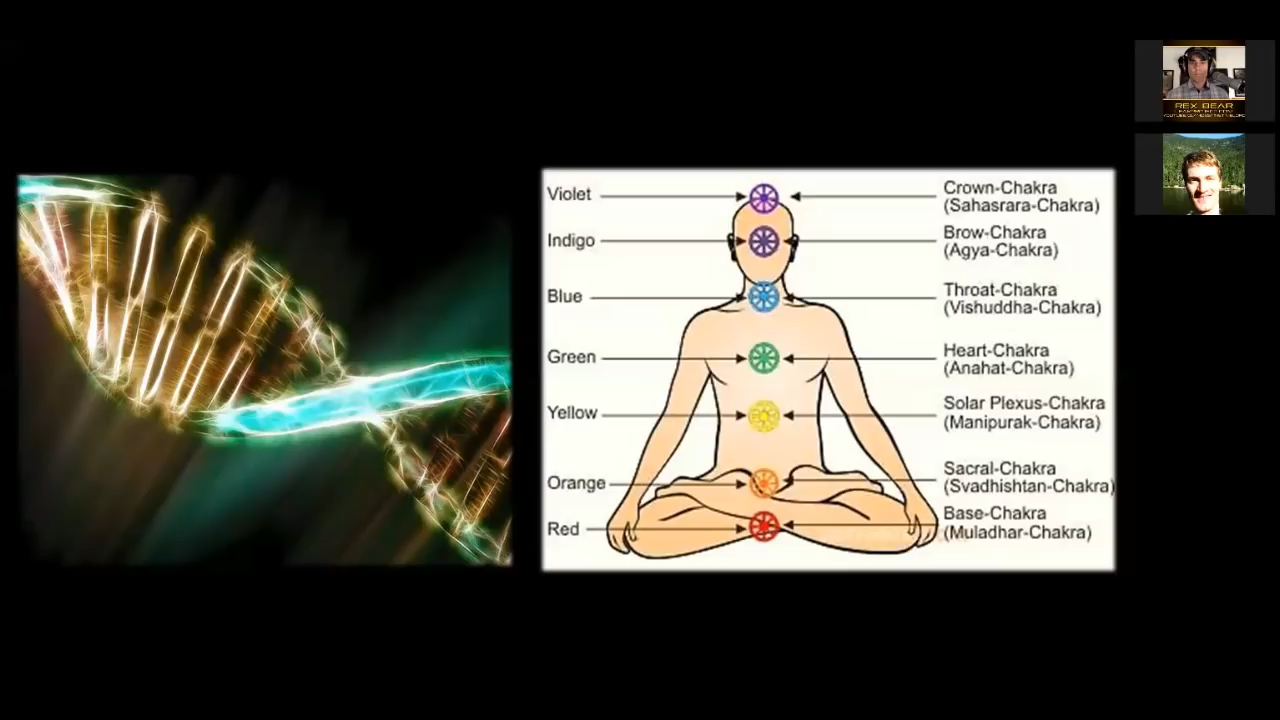 Violet
Indigo
Blue
Green
Yellow
Orange
Red
Crown-Chakra
(Sahasrara-Chakra)
Brow-Chakra
(Agya-Chakra)
Throat-Chakra
(Vishuddha-Chakra)
Heart-Chakra
(Anahat-Chakra)
Solar Plexus-Chakra
(Manipurak-Chakra)
Sacral-Chakra
(Svadhishtan-Chakra)
Base-Chakra
(Muladhar-Chakra)
REX BEAR